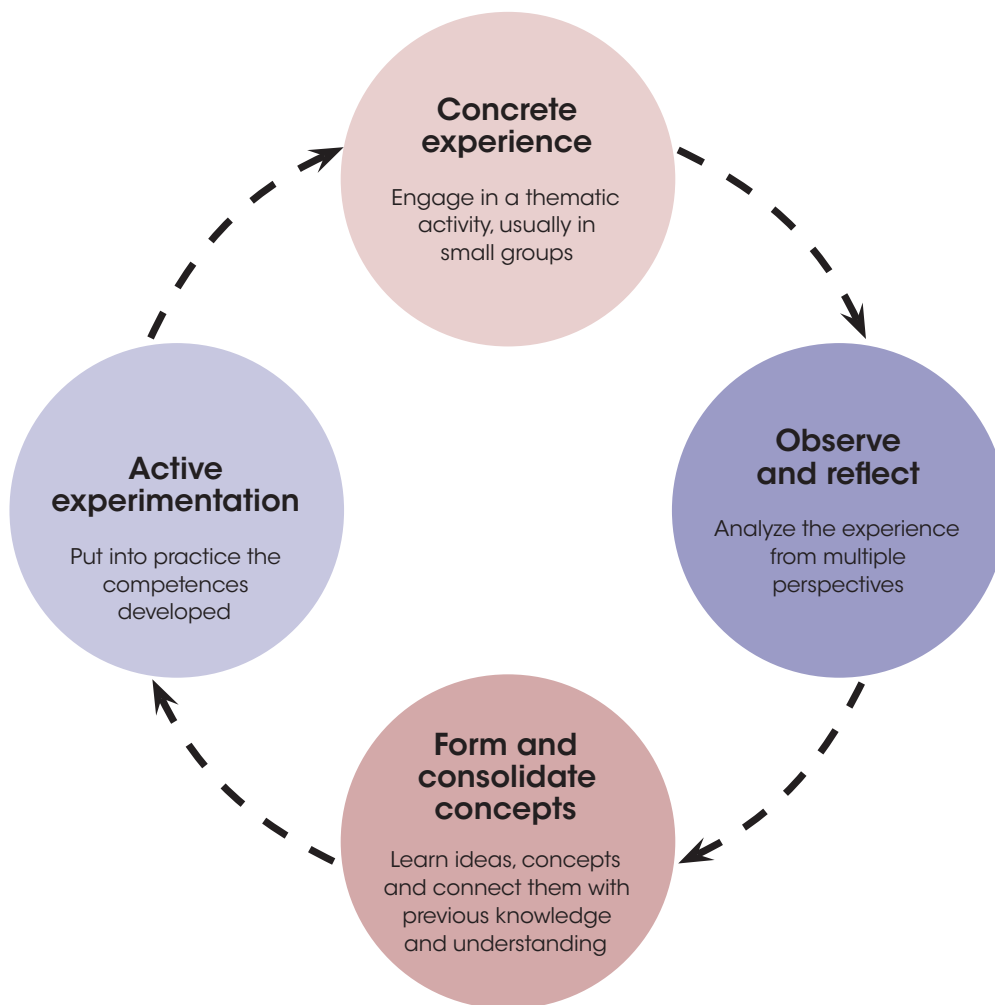 Concrete
experience
Engage in a thematic
activity, usually in
small groups
Observe
and reflect
Analyze the experience
from multiple
perspectives
Form and
consolidate
concepts
Learn ideas, concepts
and connect them with
previous knowledge
and understanding
Active
experimentation
Put into practice the
competences
developed